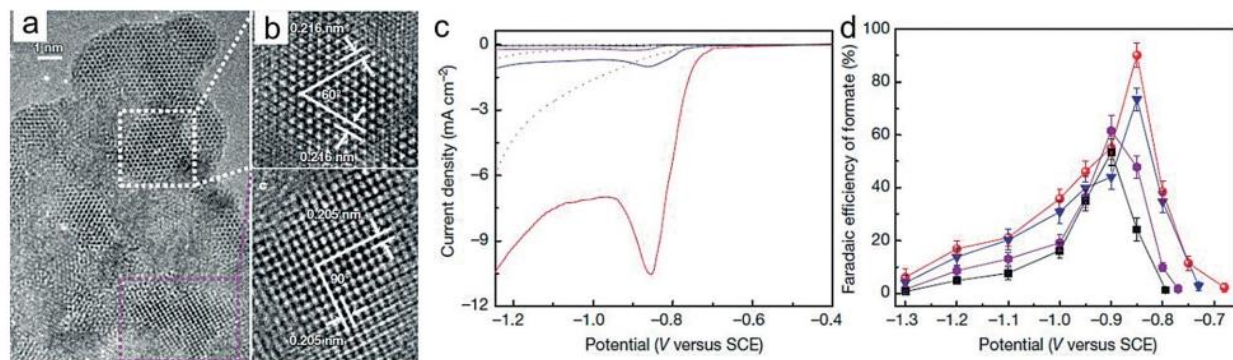 a
1 nm
b
0.216 nm
60°
0.216 nm
0.205 nm
90°
0.205 nm
c
0
−3
−6
−9
−12
Current density (mA cm−2)
−1.2
−1.0
−0.8
−0.6
−0.4
Potential (V versus SCE)
d
100
80
60
40
20
0
Faradaic efficiency of formate (%)
−1.3
−1.2
−1.1
−1.0
−0.9
−0.8
−0.7
Potential (V versus SCE)